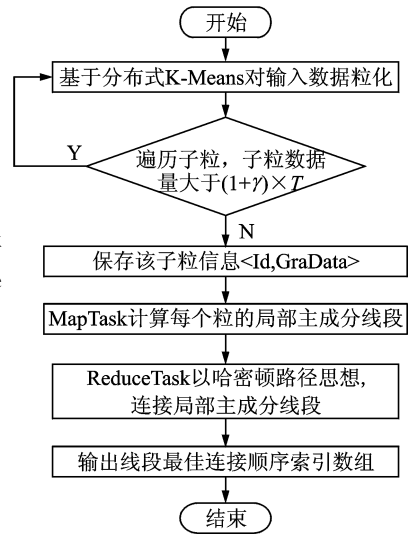 开始
基于分布式K-Means对输入数据粒化
遍历子粒，子粒数据
量大于(1+γ)×T
Y
N
保存该子粒信息<Id,GraData>
MapTask计算每个粒的局部主成分线段
ReduceTask以哈密顿路径思想,
连接局部主成分线段
输出线段最佳连接顺序索引数组
结束